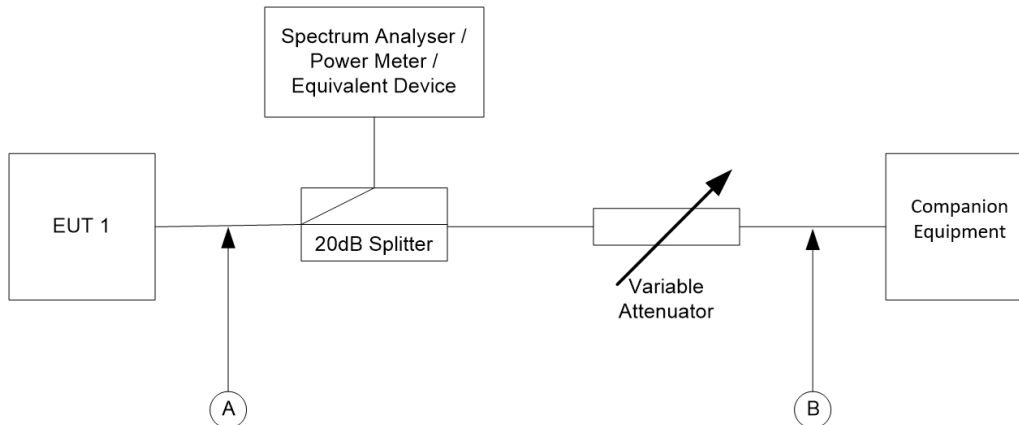 Spectrum Analyser /
Power Meter /
Equivalent Device
EUT 1
20dB Splitter
Variable
Attenuator
Companion
Equipment
A
B